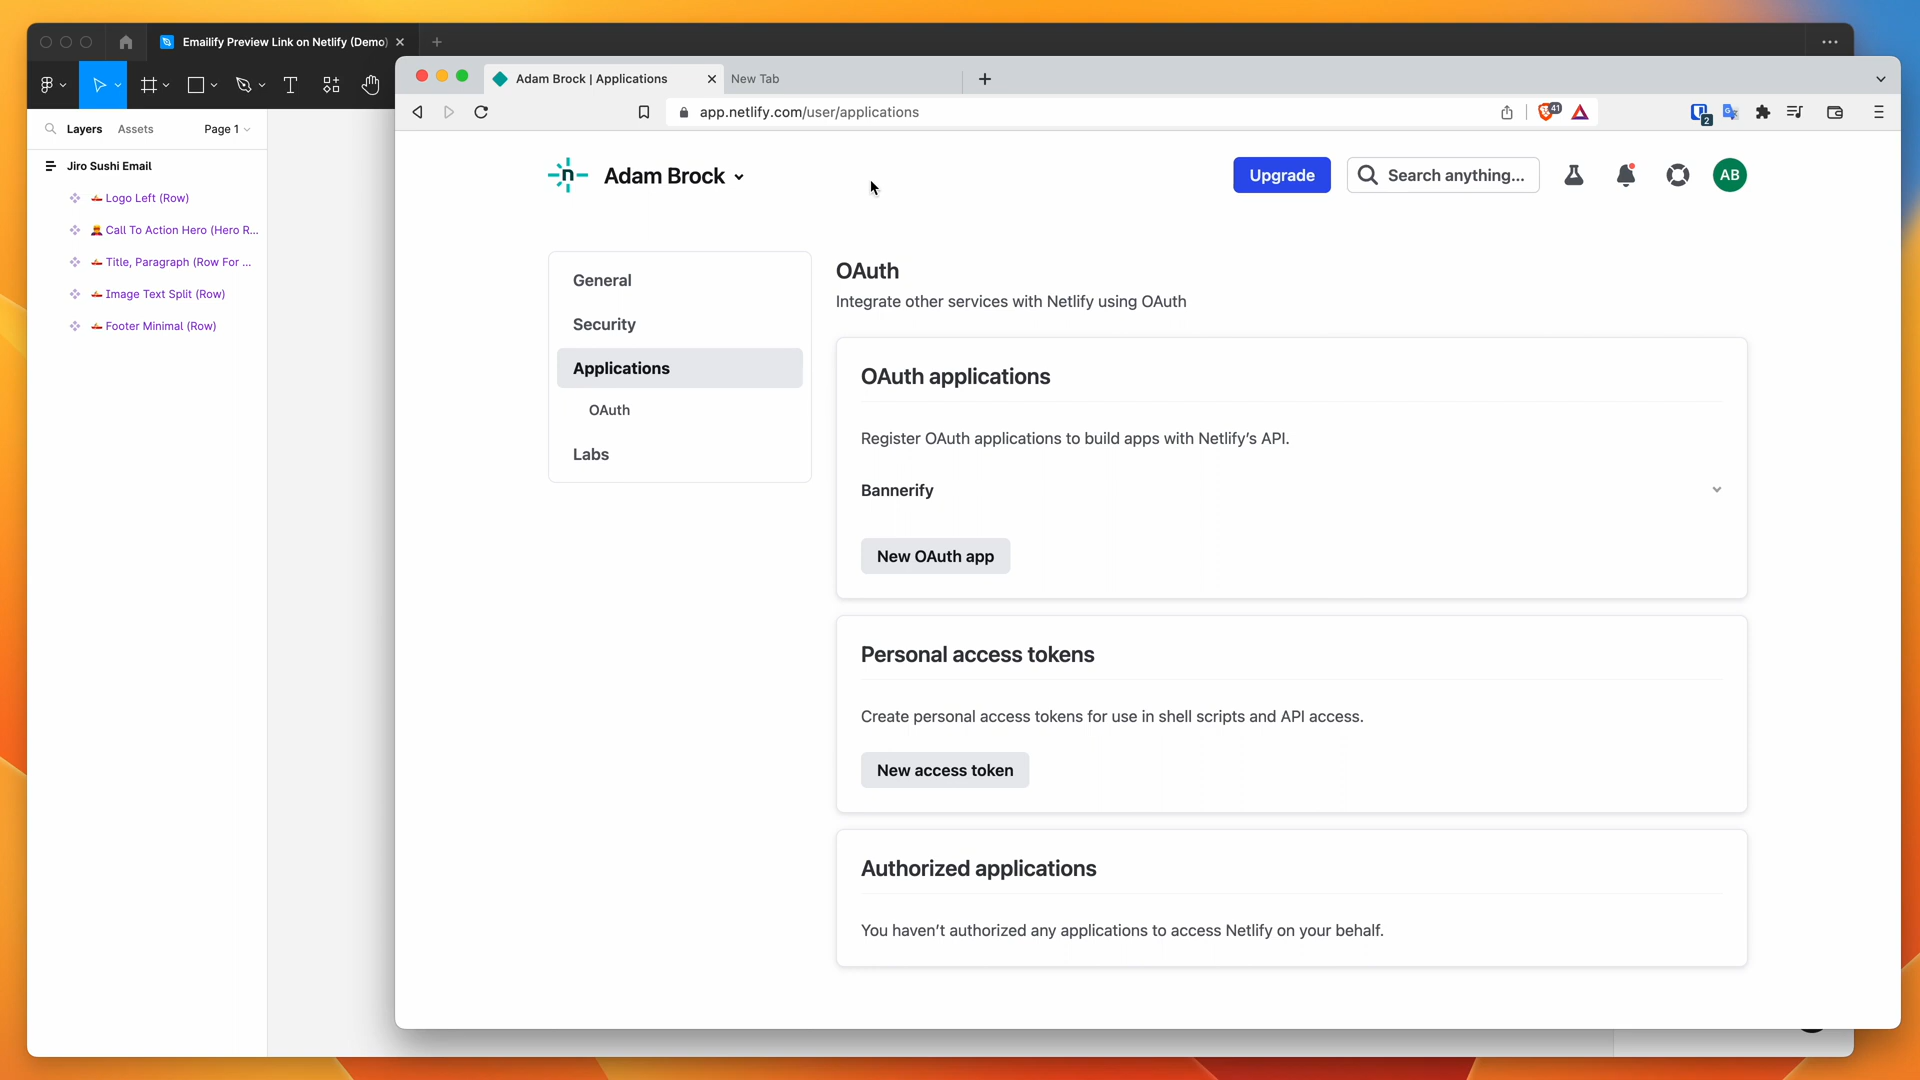 Emailify Preview Link on Netlify (Demo)
Adam Brock | Applications
New Tab
app.netlify.com/user/applications
41
2
Layers
Assets
Page 1
Jiro Sushi Email
Logo Left (Row)
Call To Action Hero (Hero R...
Title, Paragraph (Row For ...
Image Text Split (Row)
Footer Minimal (Row)
n
Adam Brock
Upgrade
Search anything...
AB
General
Security
Applications
OAuth
Labs
OAuth
Integrate other services with Netlify using OAuth
OAuth applications
Register OAuth applications to build apps with Netlify’s API.
Bannerify
New OAuth app
Personal access tokens
Create personal access tokens for use in shell scripts and API access.
New access token
Authorized applications
You haven’t authorized any applications to access Netlify on your behalf.